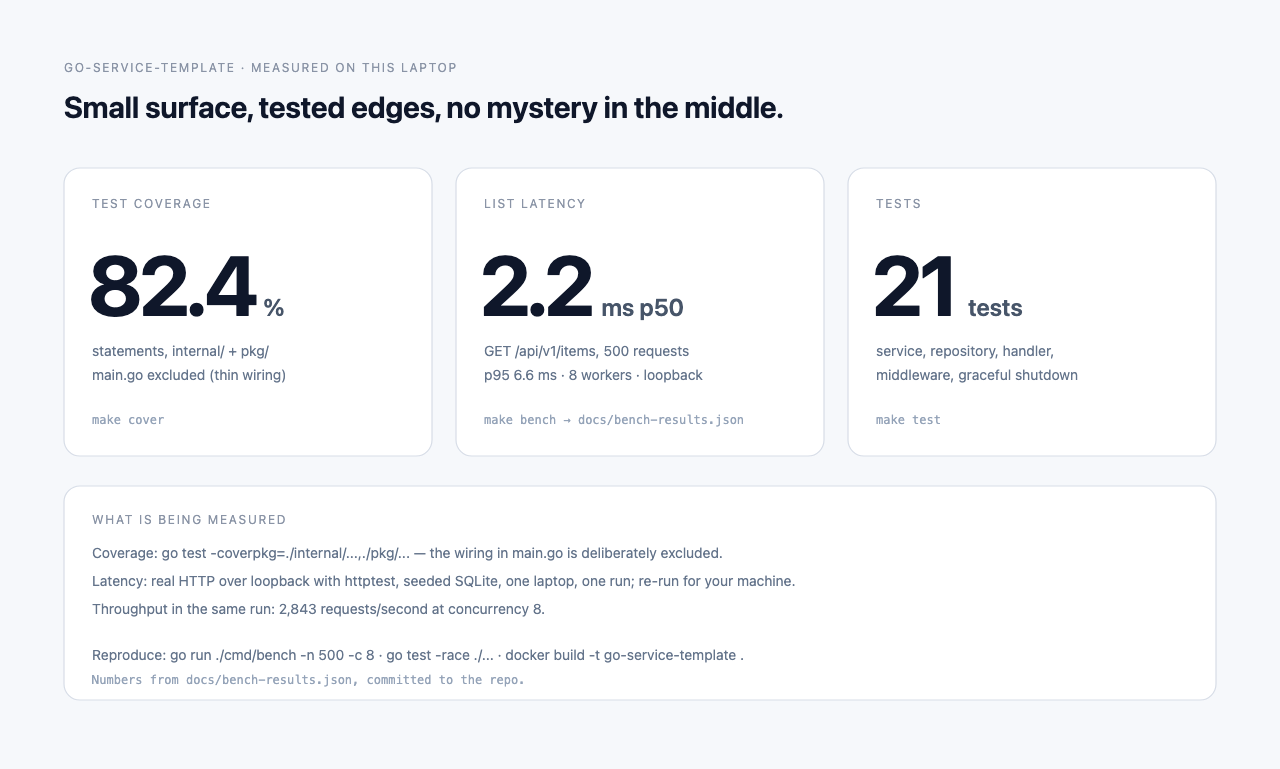 GO-SERVICE-TEMPLATE · MEASURED ON THIS LAPTOP
Small surface, tested edges, no mystery in the middle.
TEST COVERAGE
82.4 %
statements, internal/ + pkg/
main.go excluded (thin wiring)
make cover
LIST LATENCY
2.2 ms p50
GET /api/v1/items, 500 requests
p95 6.6 ms · 8 workers · loopback
make bench → docs/bench-results.json
TESTS
21 tests
service, repository, handler,
middleware, graceful shutdown
make test
WHAT IS BEING MEASURED
Coverage: go test -coverpkg=./internal/...,./pkg/... — the wiring in main.go is deliberately excluded.
Latency: real HTTP over loopback with httptest, seeded SQLite, one laptop, one run; re-run for your machine.
Throughput in the same run: 2,843 requests/second at concurrency 8.
Reproduce: go run ./cmd/bench -n 500 -c 8 · go test -race ./... · docker build -t go-service-template .
Numbers from docs/bench-results.json, committed to the repo.